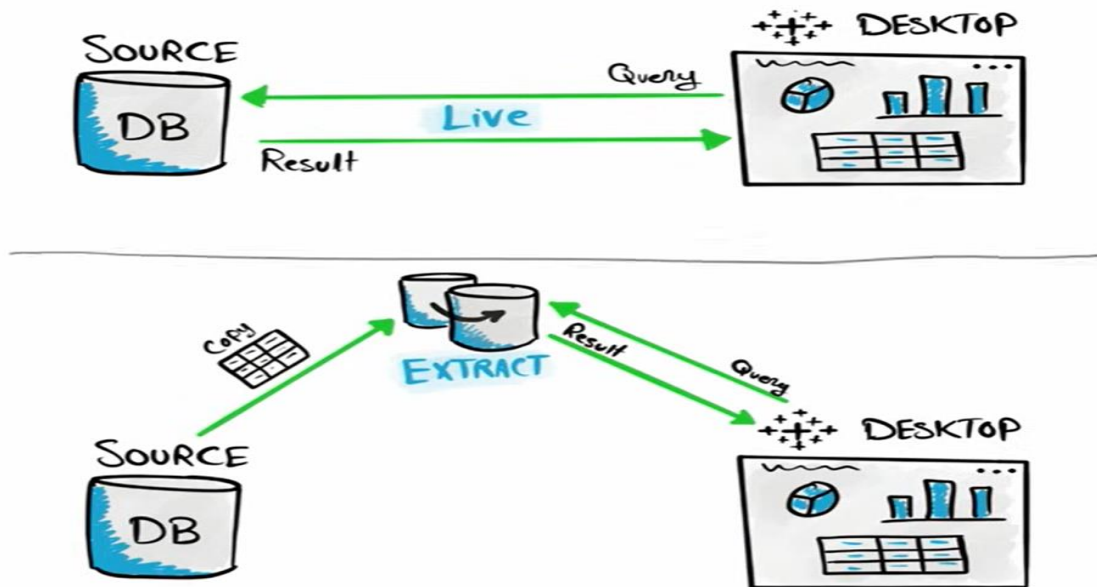 SOURCE
DB
Query
Live
Result
DESKTOP
COPY
EXTRACT
Result
Query
SOURCE
DB
DESKTOP